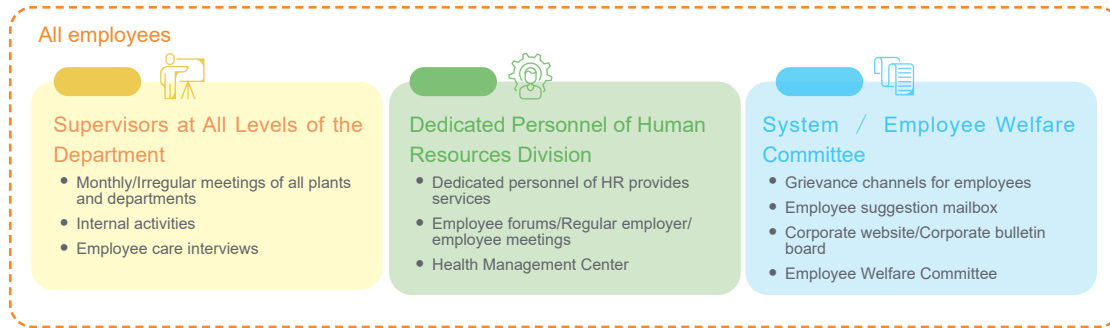 All employees
Supervisors at All Levels of the
Department
• Monthly/Irregular meetings of all plants
and departments
• Internal activities
• Employee care interviews
Dedicated Personnel of Human
Resources Division
• Dedicated personnel of HR provides
services
• Employee forums/Regular employer/
employee meetings
• Health Management Center
System ╱ Employee Welfare
Committee
• Grievance channels for employees
• Employee suggestion mailbox
• Corporate website/Corporate bulletin
board
• Employee Welfare Committee